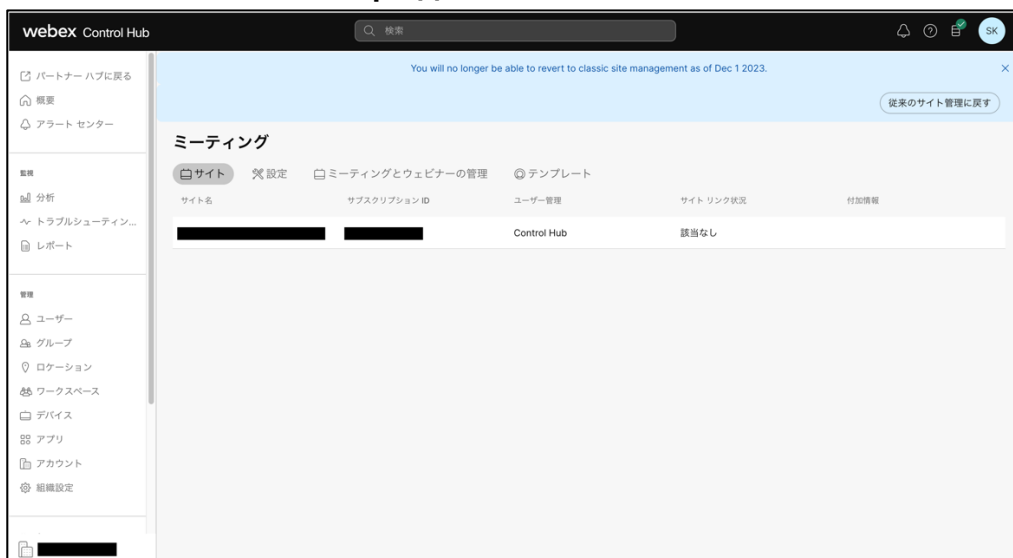 webex Control Hub
検索
SK
You will no longer be able to revert to classic site management as of Dec 1 2023.
従来のサイト管理に戻す
パートナー ハブに戻る
概要
アラート センター
監視
分析
トラブルシューティン...
レポート
管理
ユーザー
グループ
ロケーション
ワークスペース
デバイス
アプリ
アカウント
組織設定
ミーティング
サイト 設定 ミーティングとウェビナーの管理 テンプレート
サイト名 サブスクリプション ID ユーザー管理 サイト リンク状況 付加情報
Control Hub 該当なし